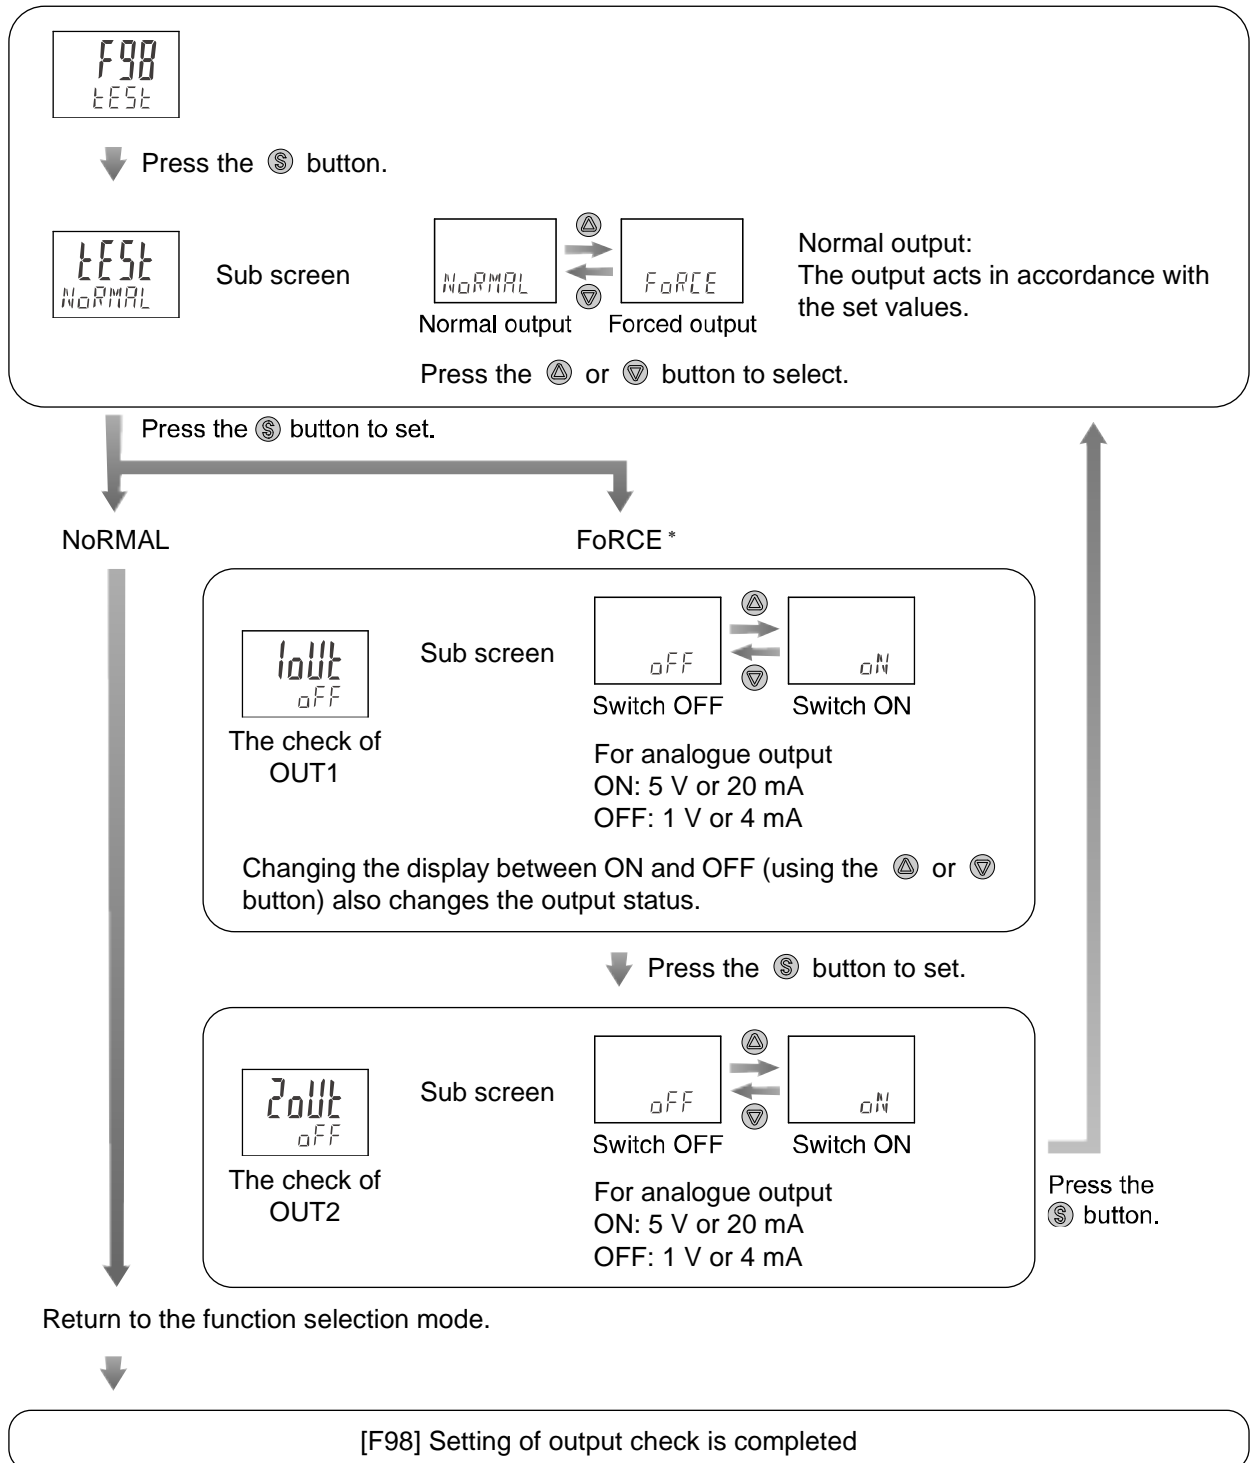 F98
tESt
Press the Ⓢ button.
tESt
NoRMAL
Sub screen
NoRMAL
FoRCE
Normal output
Forced output
Normal output:
The output acts in accordance with
the set values.
Press the △ or ▽ button to select.
Press the Ⓢ button to set.
NoRMAL
FoRCE *
1oUt
oFF
The check of
OUT1
Sub screen
oFF
oN
Switch OFF
Switch ON
For analogue output
ON: 5 V or 20 mA
OFF: 1 V or 4 mA
Changing the display between ON and OFF (using the △ or ▽
button) also changes the output status.
Press the Ⓢ button to set.
2oUt
oFF
The check of
OUT2
Sub screen
oFF
oN
Switch OFF
Switch ON
For analogue output
ON: 5 V or 20 mA
OFF: 1 V or 4 mA
Press the
Ⓢ button.
Return to the function selection mode.
[F98] Setting of output check is completed